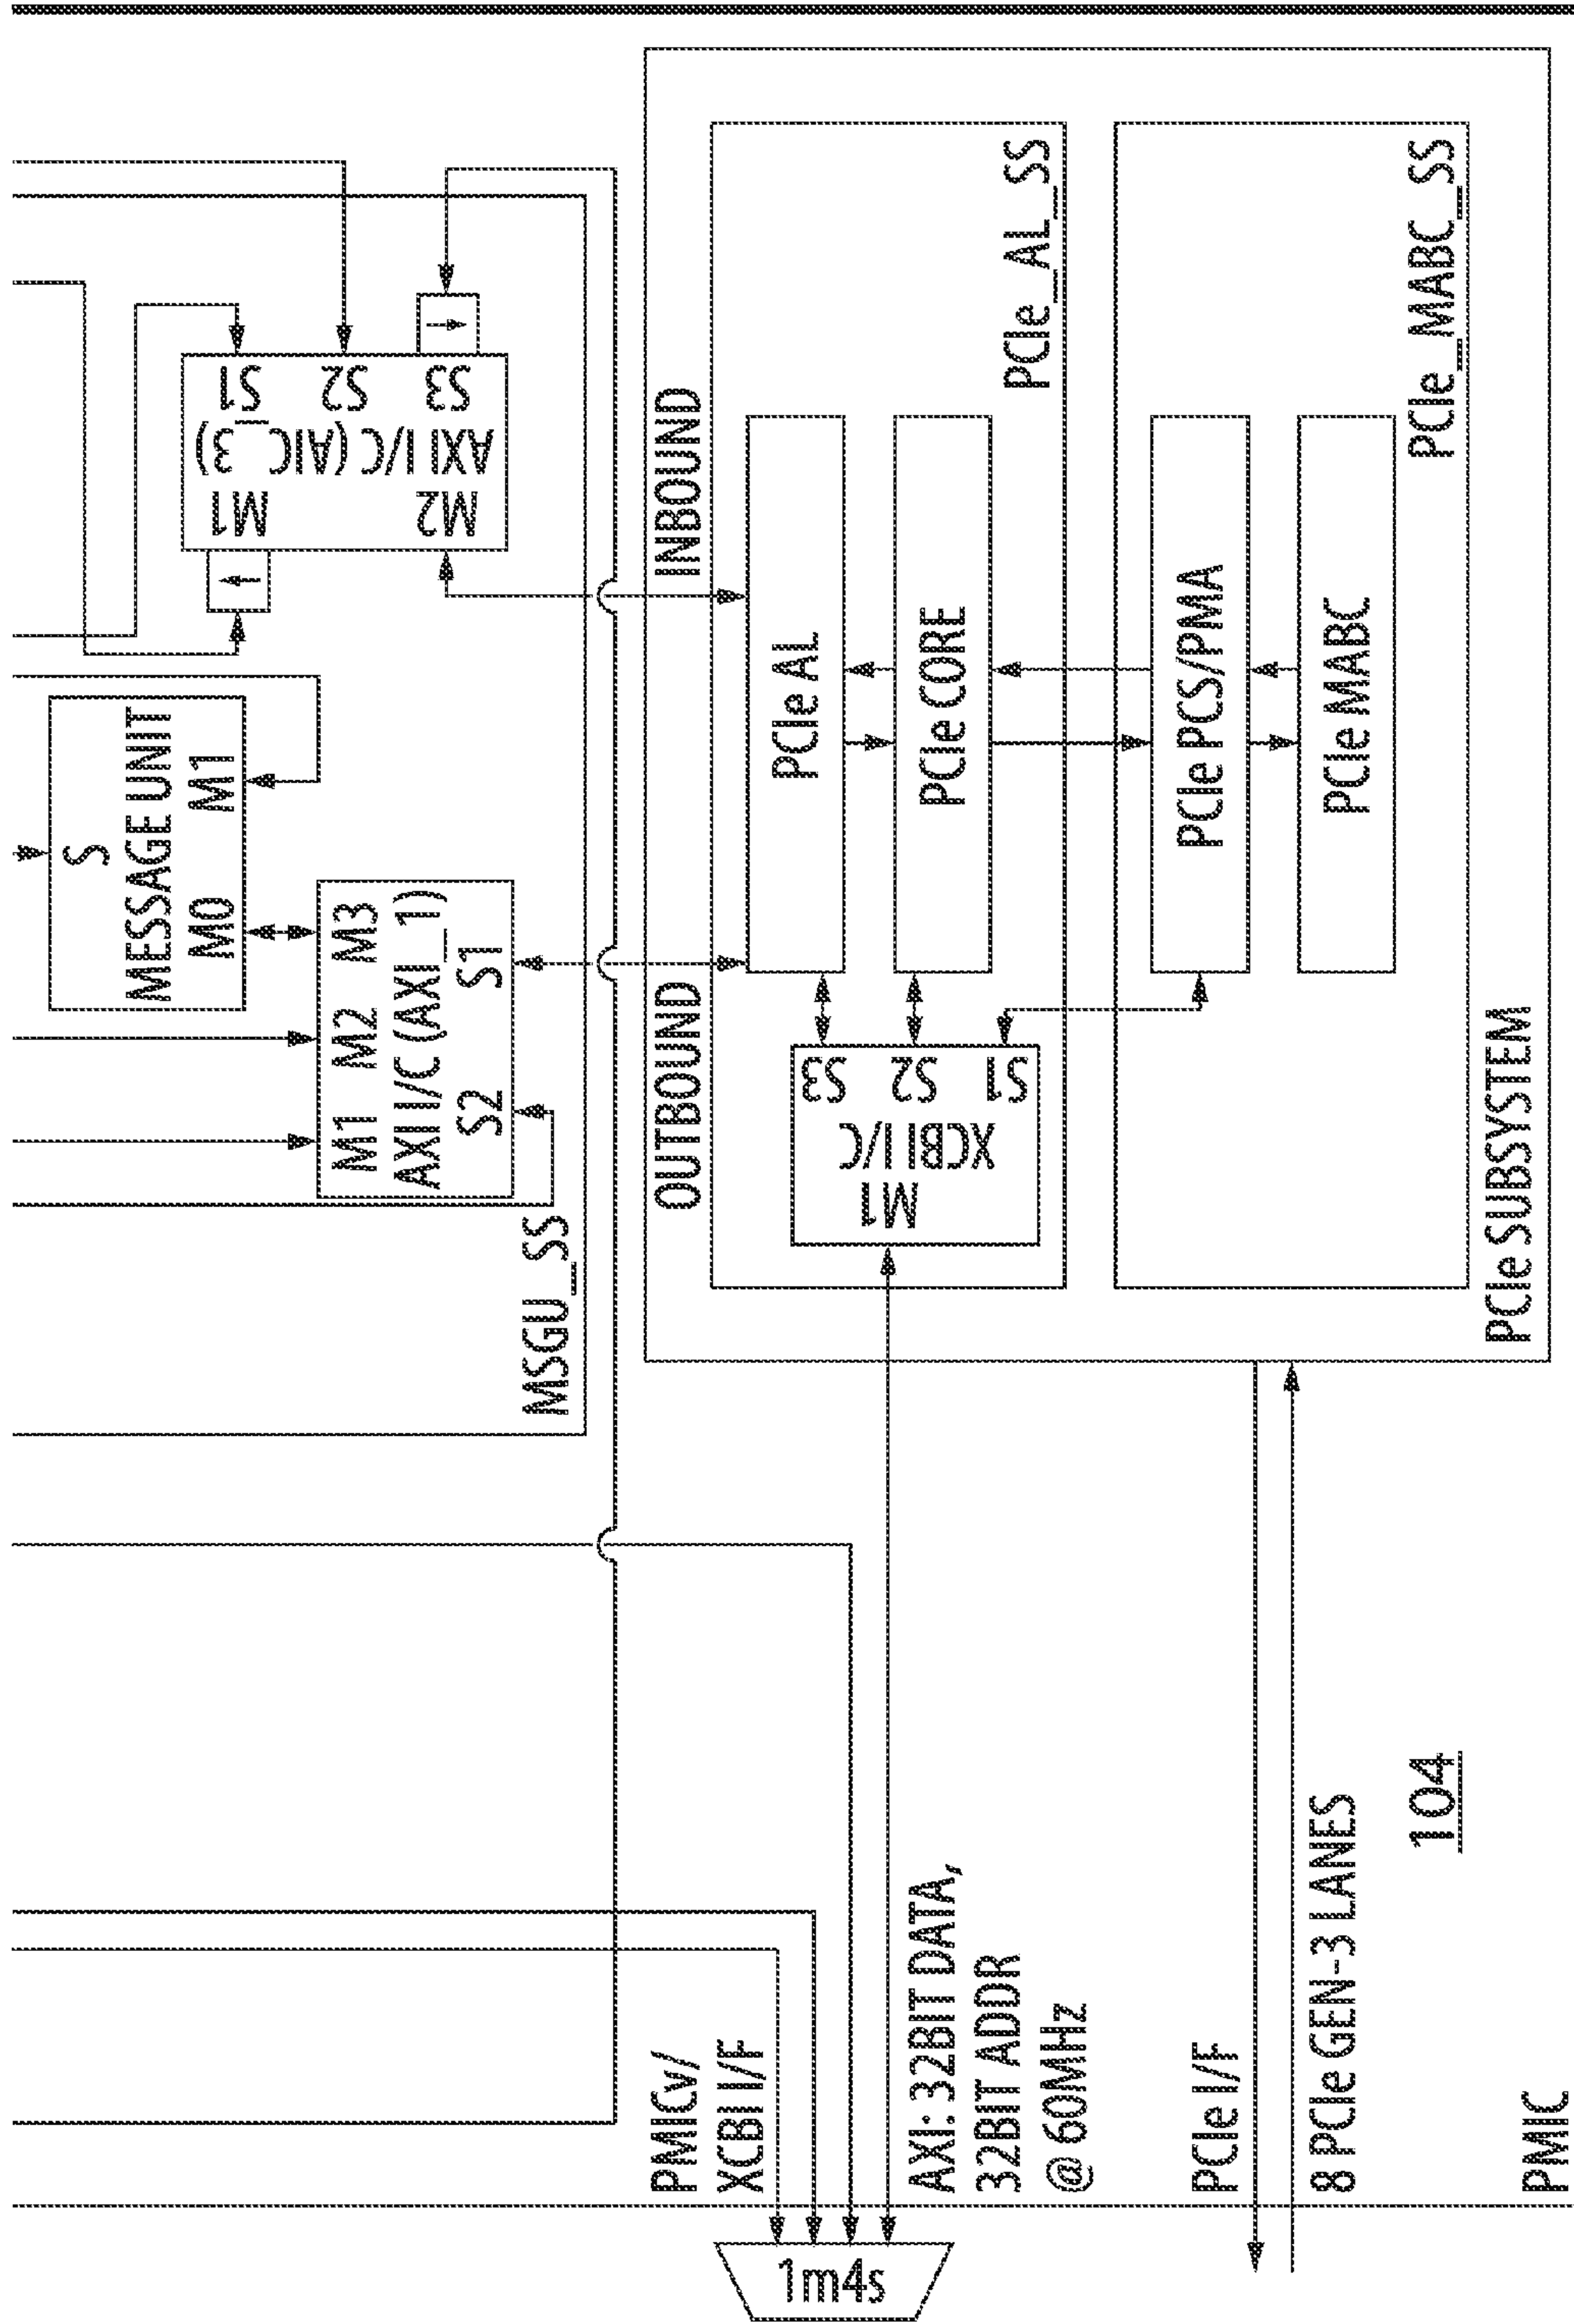 S1
S2
S3
AXI I/C (AIC_3)
M1
M2
S
MESSAGE UNIT
M0 M1
M1 M2 M3
AXI I/C (AXI_1)
S2 S1
MSGU_SS
INBOUND
OUTBOUND
PCIe AL
PCIe CORE
PCIe_AL_SS
S3
S2
S1
XCBI I/C
M1
PCIe PCS/PMA
PCIe MABC
PCIe_MABC_SS
PCIe SUBSYSTEM
PMICv/
XCBI I/F
1m4s
AXI: 32BIT DATA,
32BIT ADDR
@ 60MHz
PCIe I/F
8 PCIe GEN-3 LANES
104
PMIC